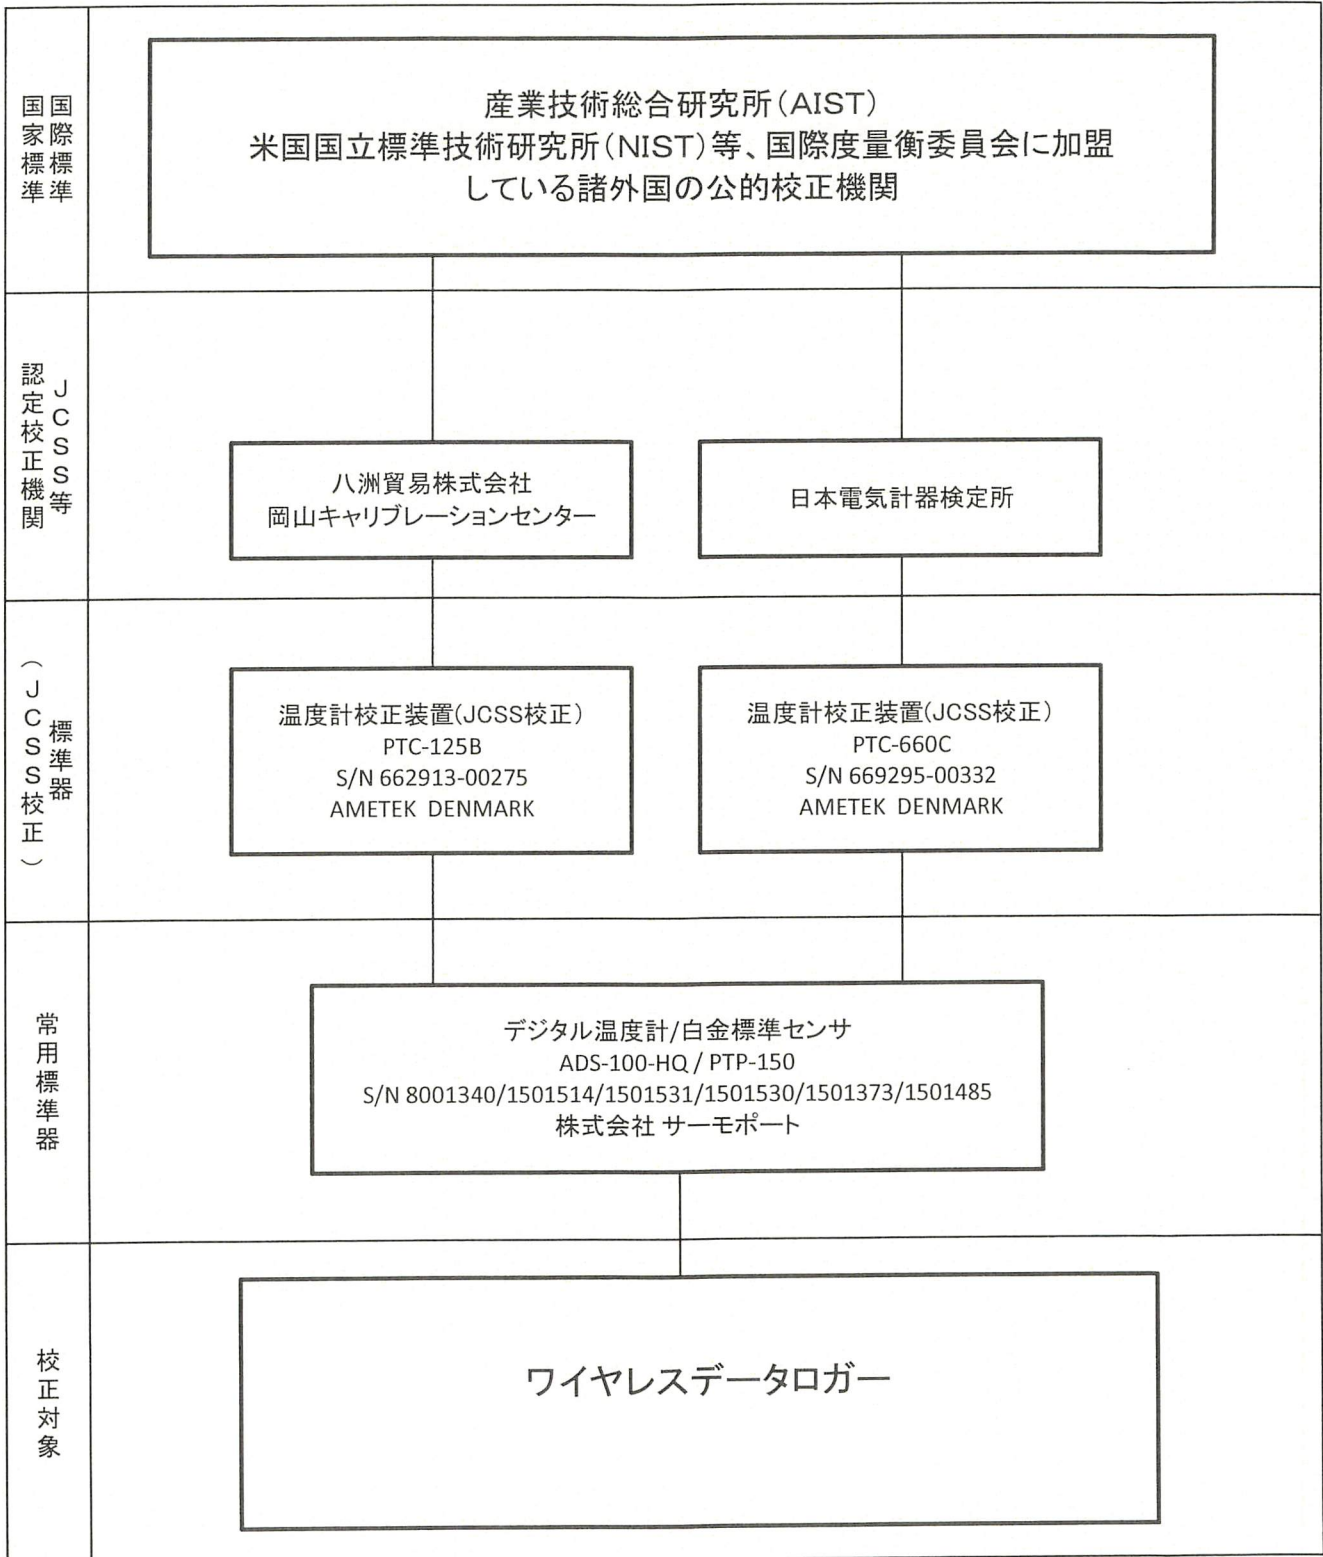 国際標準
国家標準
産業技術総合研究所(AIST)
米国国立標準技術研究所(NIST)等、国際度量衡委員会に加盟
している諸外国の公的校正機関
JCSS等
認定校正機関
八洲貿易株式会社
岡山キャリブレーションセンター
日本電気計器検定所
標準器
(JCSS校正)
温度計校正装置(JCSS校正)
PTC-125B
S/N 662913-00275
AMETEK DENMARK
温度計校正装置(JCSS校正)
PTC-660C
S/N 669295-00332
AMETEK DENMARK
常用標準器
デジタル温度計/白金標準センサ
ADS-100-HQ / PTP-150
S/N 8001340/1501514/1501531/1501530/1501373/1501485
株式会社 サーモポート
校正対象
ワイヤレスデータロガー